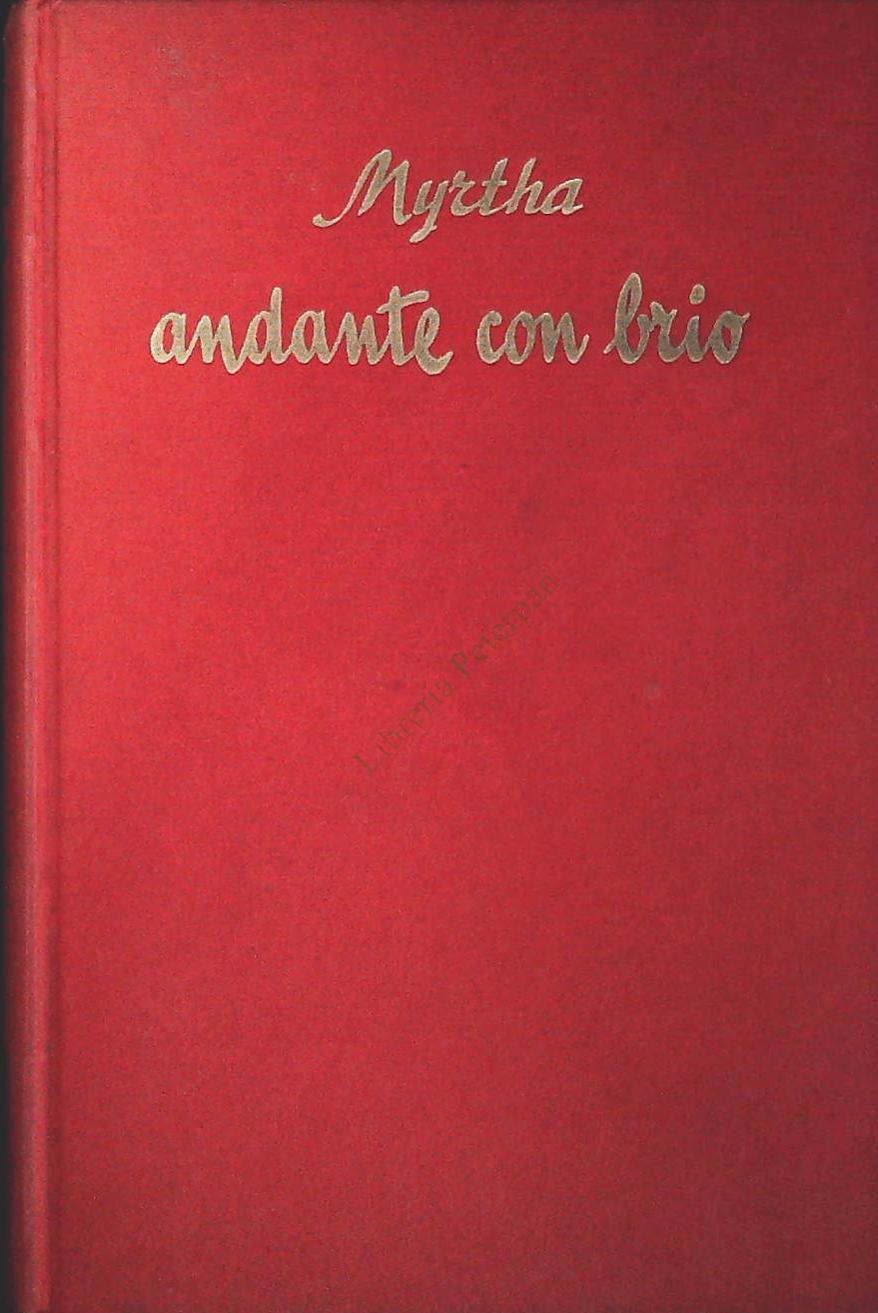 Myrtha
andante con brio
Libreria Peterpan